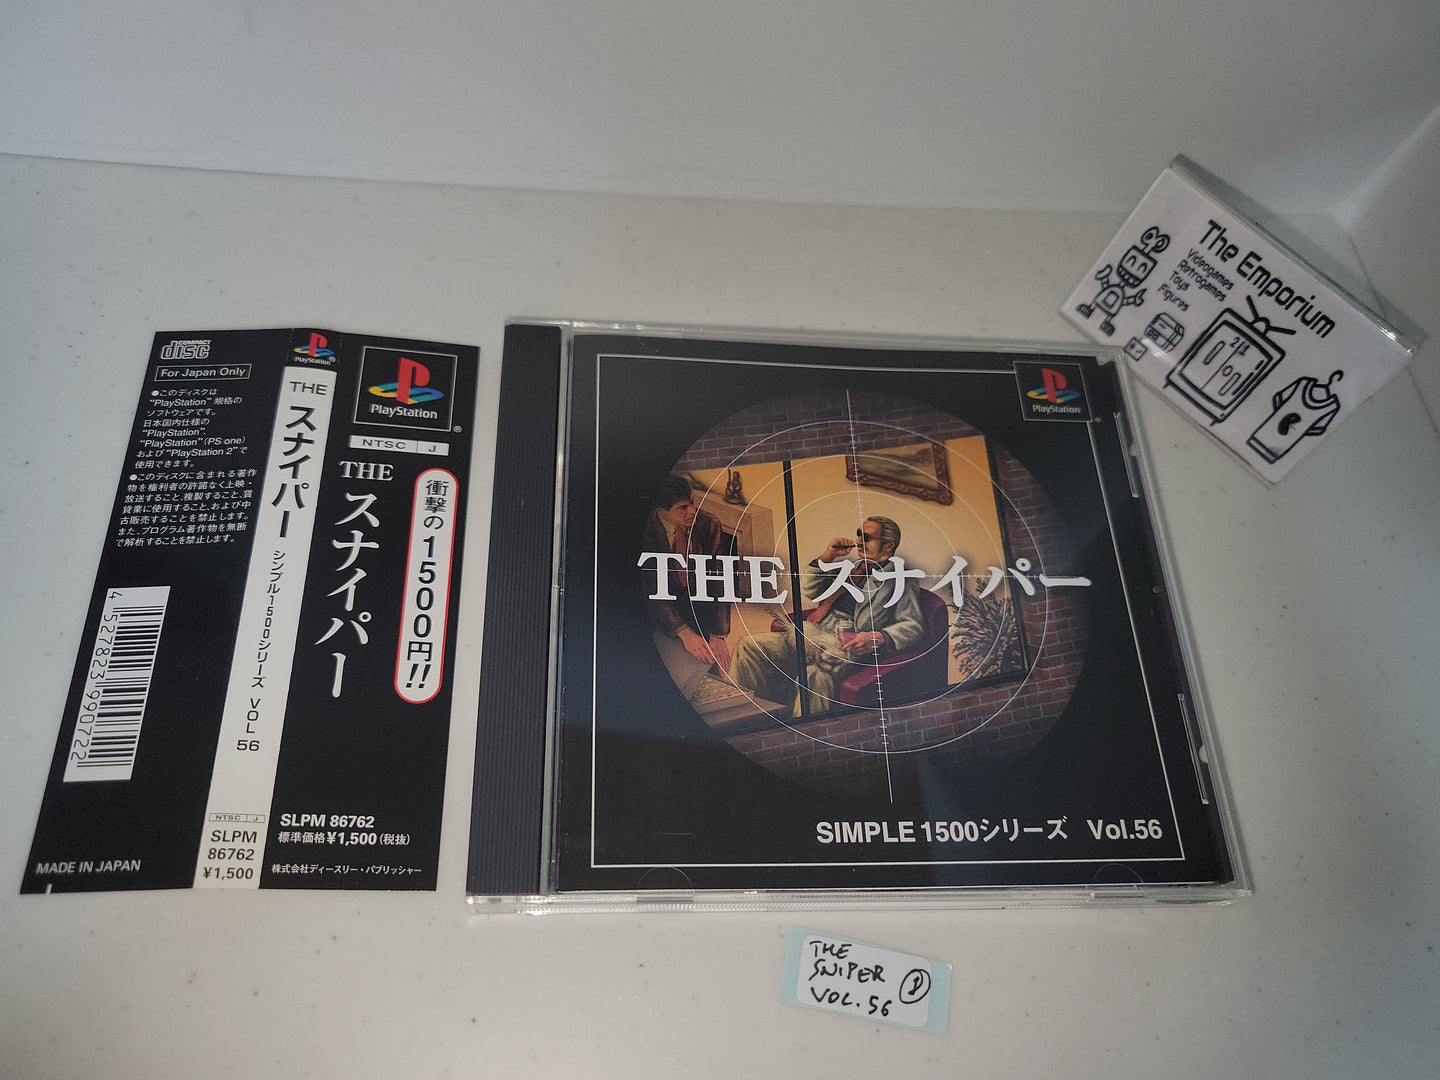 COMPACT
disc
For Japan Only
●このディスクは
"PlayStation" 規格の
ソフトウェアです。
日本国内仕様の
"PlayStation"、
"PlayStation" (PS one)
および"PlayStation 2"で
使用できます。
●このディスクに含まれる著作
物を権利者の許諾なく上映・
放送すること、複製すること、賃
貸業に使用すること、および中
古販売することを禁止します。
また、プログラム著作物を無断
で解析することを禁止します。
4 527823 990722
MADE IN JAPAN
PlayStation
THE スナイパー
シンプル1500シリーズ VOL 56
NTSC J
SLPM
86762
¥1,500
PlayStation
NTSC J
THE スナイパー
衝撃の1500円!!
SLPM 86762
標準価格¥1,500(税抜)
株式会社ディースリー・パブリッシャー
PlayStation
THE スナイパー
SIMPLE 1500シリーズ Vol.56
The Emporium
Videogames
Retrogames
Toys
Figures
THE
SNIPER
VOL. 56